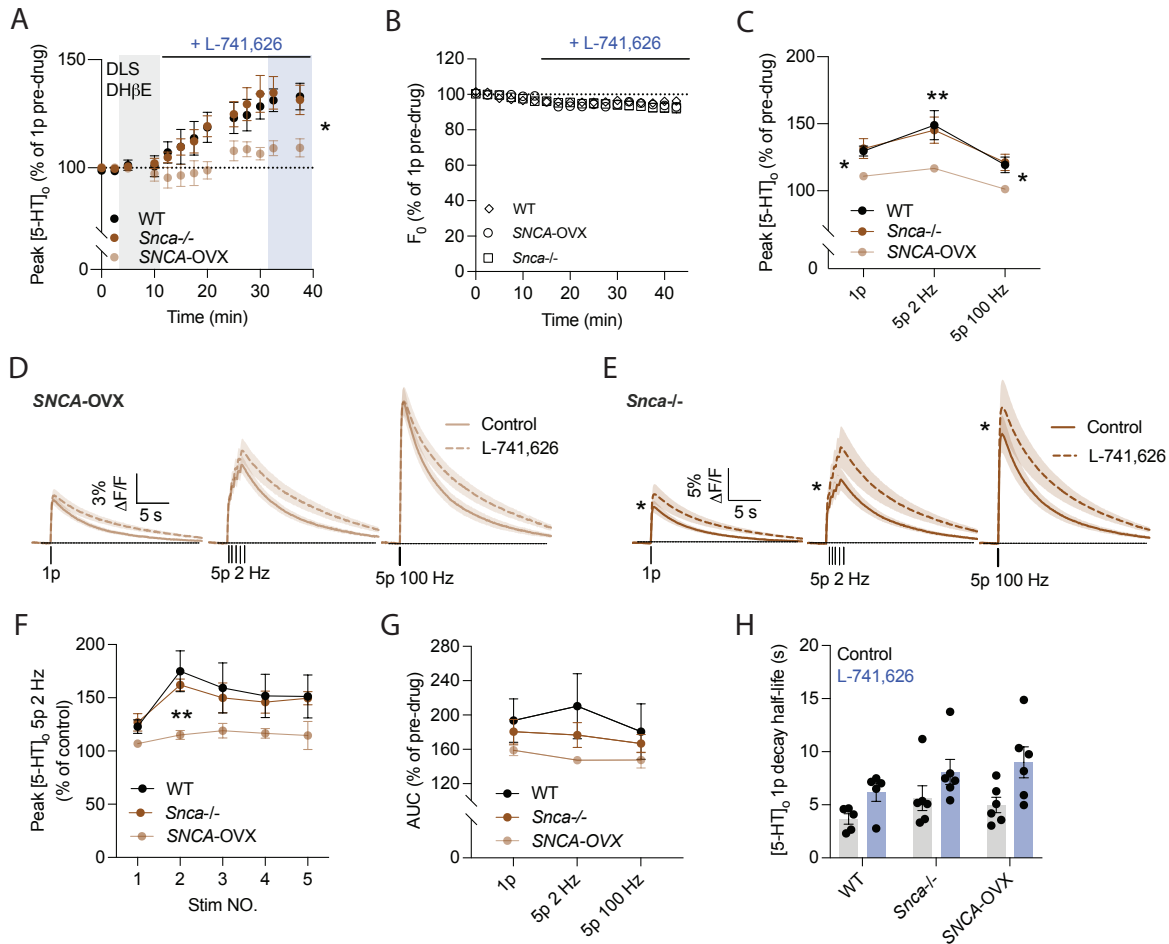 A
+ L-741,626
Peak [5-HT]o (% of 1p pre-drug)
150
100
0
DLS
DHβE
*
WT
Snca-/-
SNCA-OVX
0 10 20 30 40
Time (min)
B
+ L-741,626
F0 (% of 1p pre-drug)
120
100
80
60
40
20
0
WT
SNCA-OVX
Snca-/-
0 10 20 30 40
Time (min)
C
Peak [5-HT]o (% of pre-drug)
200
150
100
0
**
* *
WT
Snca-/-
SNCA-OVX
1p 5p 2 Hz 5p 100 Hz
D
SNCA-OVX
Control
L-741,626
3%
ΔF/F
5 s
1p 5p 2 Hz 5p 100 Hz
E
Snca-/-
Control
L-741,626
5%
ΔF/F
5 s
* * *
1p 5p 2 Hz 5p 100 Hz
F
Peak [5-HT]o 5p 2 Hz
(% of control)
200
150
100
50
0
**
WT
Snca-/-
SNCA-OVX
1 2 3 4 5
Stim NO.
G
AUC (% of pre-drug)
240
200
160
120
0
WT
Snca-/-
SNCA-OVX
1p 5p 2 Hz 5p 100 Hz
H
[5-HT]o 1p decay half-life (s)
20
15
10
5
0
Control
L-741,626
WT Snca-/- SNCA-OVX